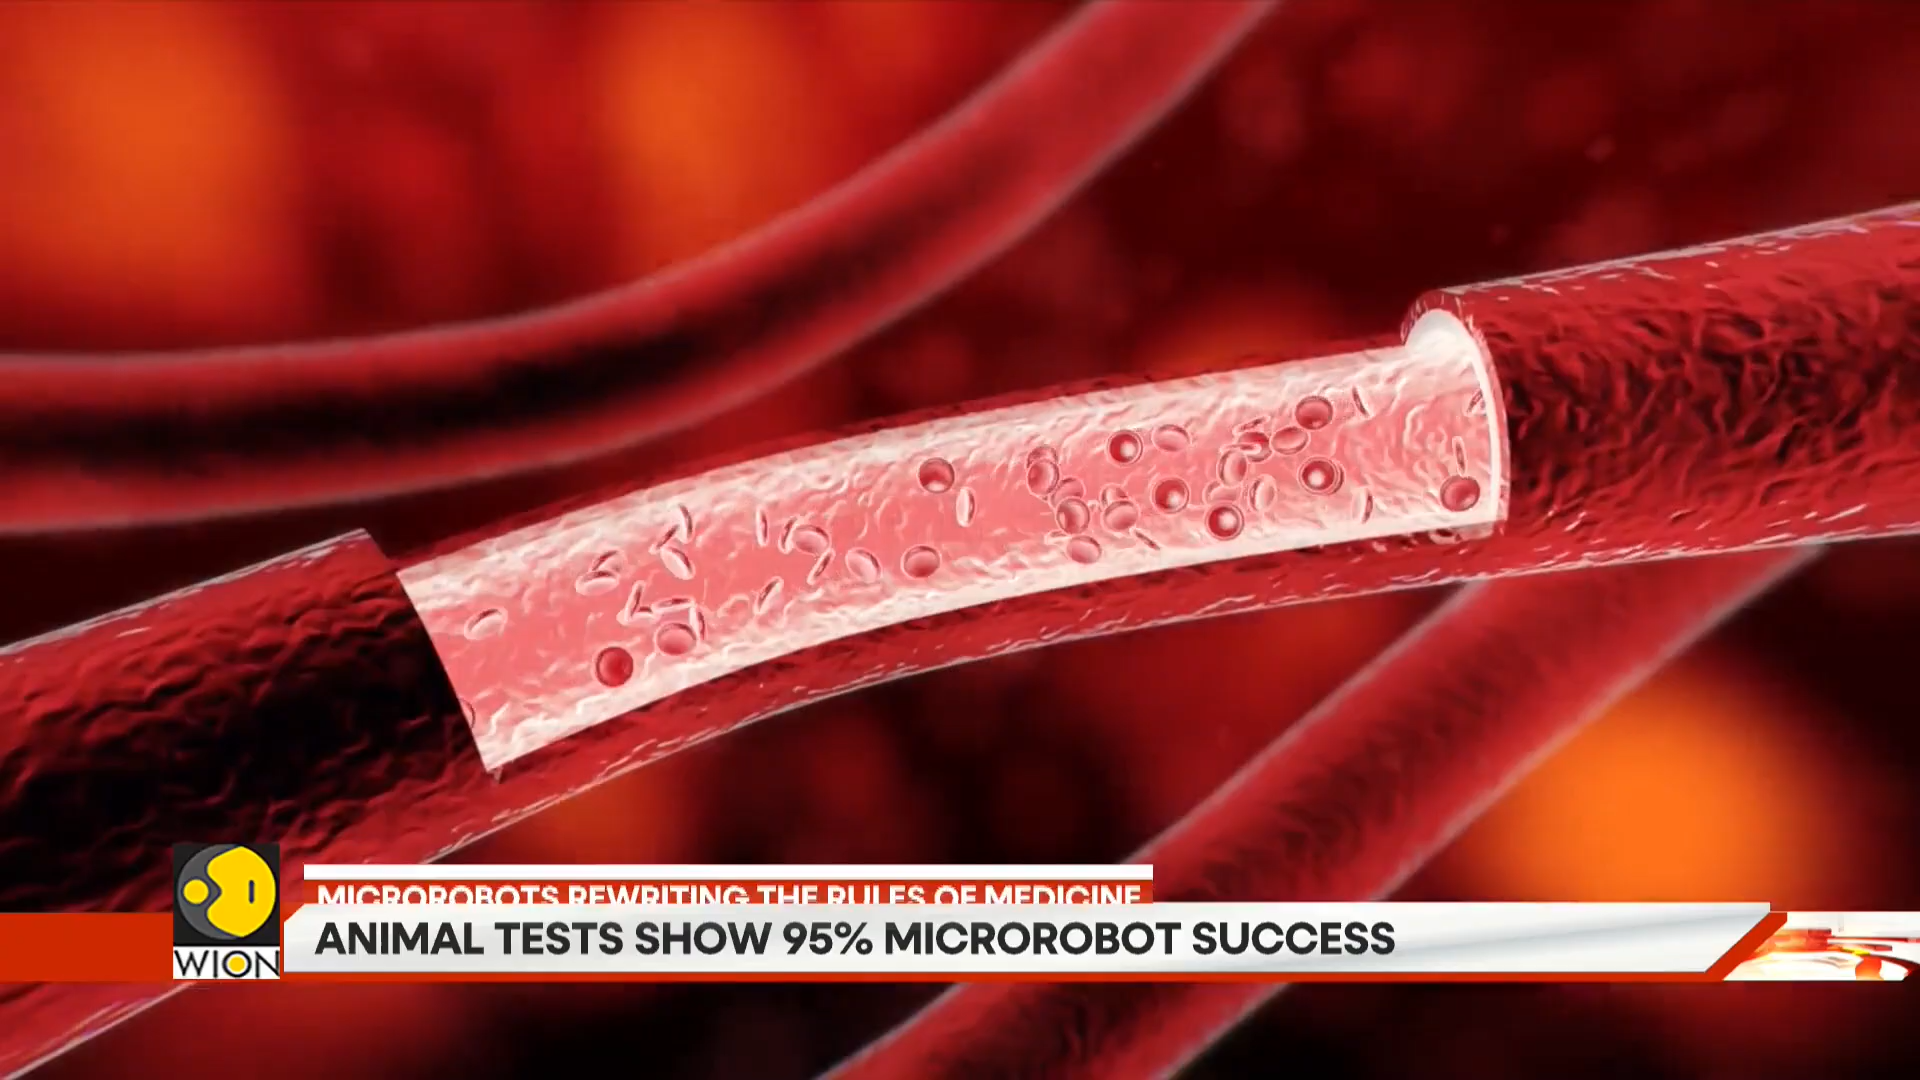 MICROROBOTS REWRITING THE RULES OF MEDICINE
ANIMAL TESTS SHOW 95% MICROROBOT SUCCESS
WION